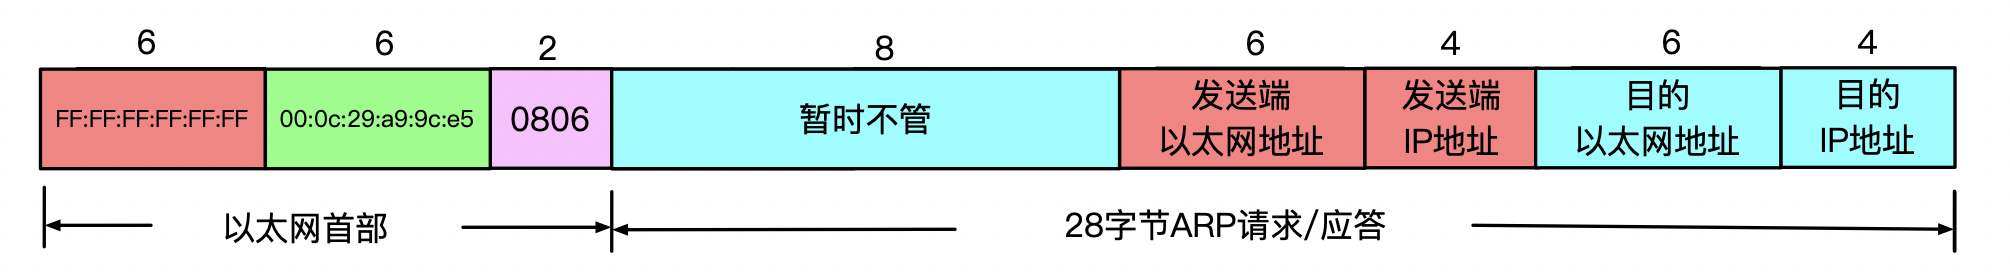 6 6 2 8 6 4 6 4
FF:FF:FF:FF:FF:FF
00:0c:29:a9:9c:e5
0806
暂时不管
发送端
以太网地址
发送端
IP地址
目的
以太网地址
目的
IP地址
以太网首部
28字节ARP请求/应答